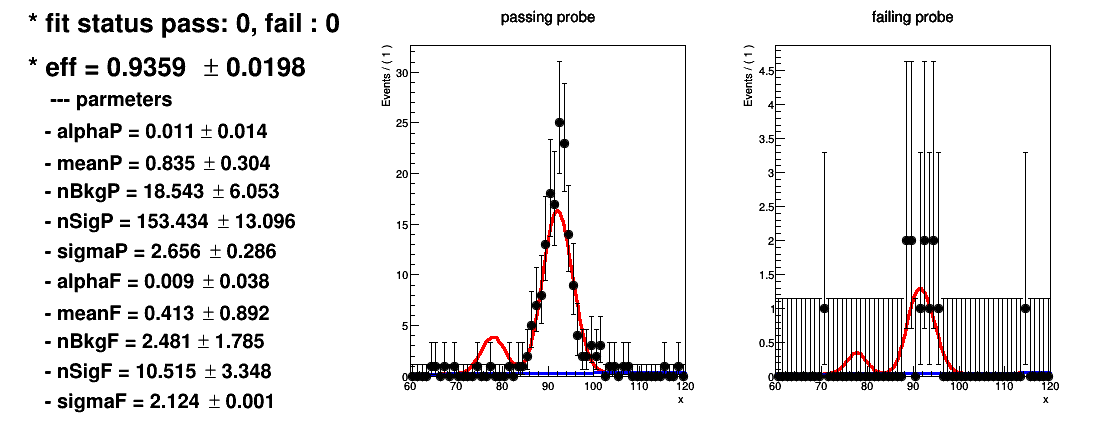 * fit status pass: 0, fail : 0
* eff = 0.9359 ± 0.0198
--- parmeters
- alphaP = 0.011 ± 0.014
- meanP = 0.835 ± 0.304
- nBkgP = 18.543 ± 6.053
- nSigP = 153.434 ± 13.096
- sigmaP = 2.656 ± 0.286
- alphaF = 0.009 ± 0.038
- meanF = 0.413 ± 0.892
- nBkgF = 2.481 ± 1.785
- nSigF = 10.515 ± 3.348
- sigmaF = 2.124 ± 0.001
passing probe
Events / ( 1 )
30
25
20
15
10
5
0
60 70 80 90 100 110 120
x
failing probe
Events / ( 1 )
4.5
4
3.5
3
2.5
2
1.5
1
0.5
0
60 70 80 90 100 110 120
x